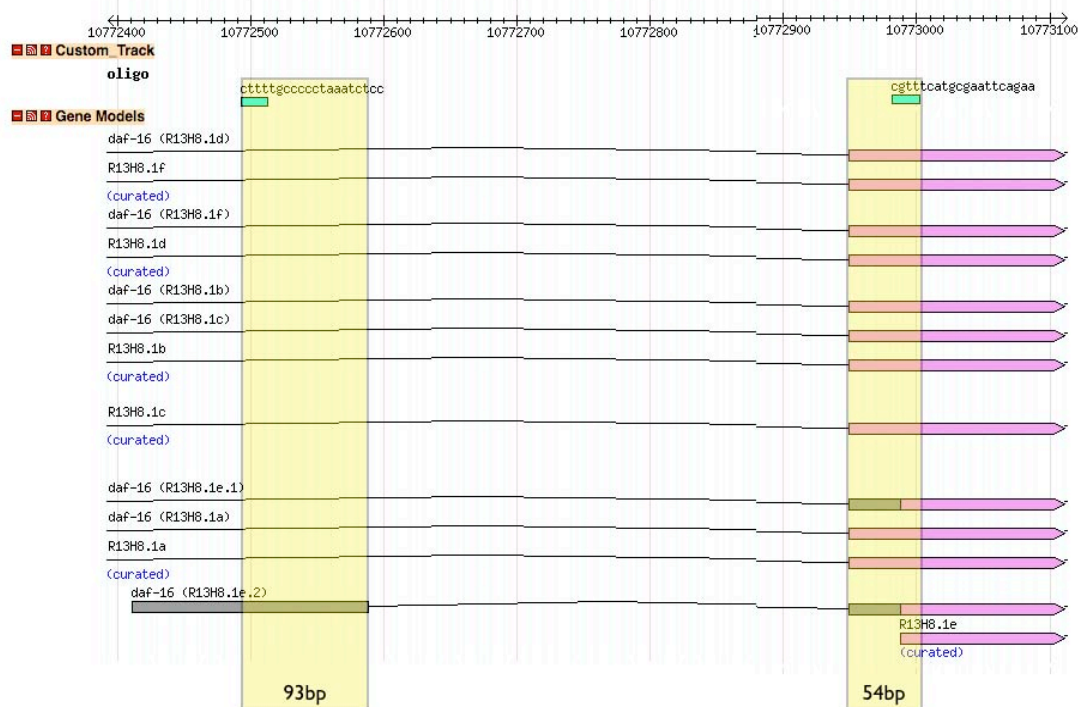 10772400 10772500 10772600 10772700 10772800 10772900 10773000 10773100
Custom_Track
oligo
cttttgccccctaaatctcc cgtttcatgcgaattcagaa
Gene Models
daf-16 (R13H8.1d)
R13H8.1f
(curated)
daf-16 (R13H8.1f)
R13H8.1d
(curated)
daf-16 (R13H8.1b)
daf-16 (R13H8.1c)
R13H8.1b
(curated)
R13H8.1c
(curated)
daf-16 (R13H8.1e.1)
daf-16 (R13H8.1a)
R13H8.1a
(curated)
daf-16 (R13H8.1e.2)
R13H8.1e
(curated)
93bp 54bp